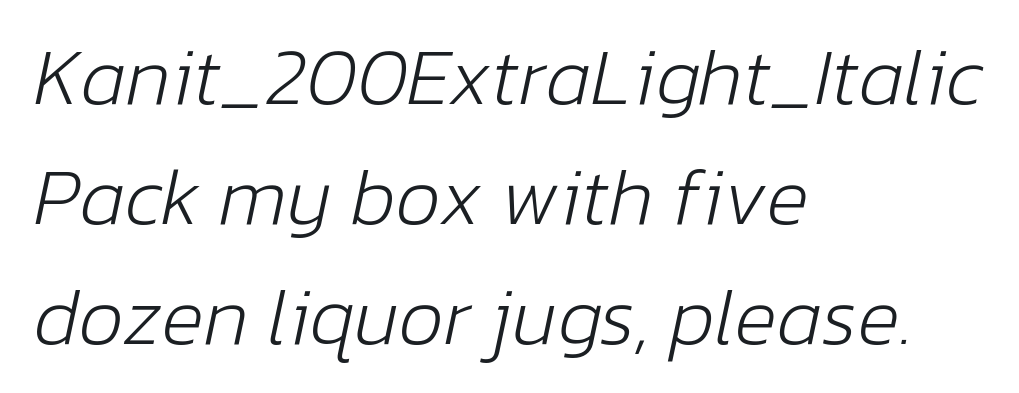 Kanit_200ExtraLight_Italic
Pack my box with five
dozen liquor jugs, please.